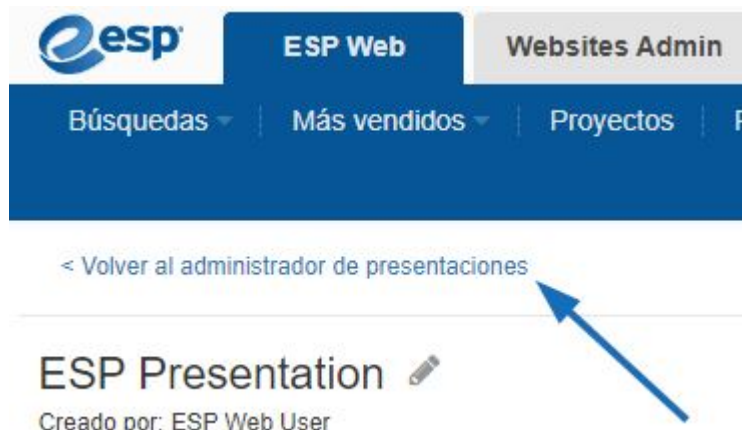 esp ESP Web Websites Admin
Búsquedas Más vendidos Proyectos
< Volver al administrador de presentaciones
ESP Presentation
Creado por: ESP Web User